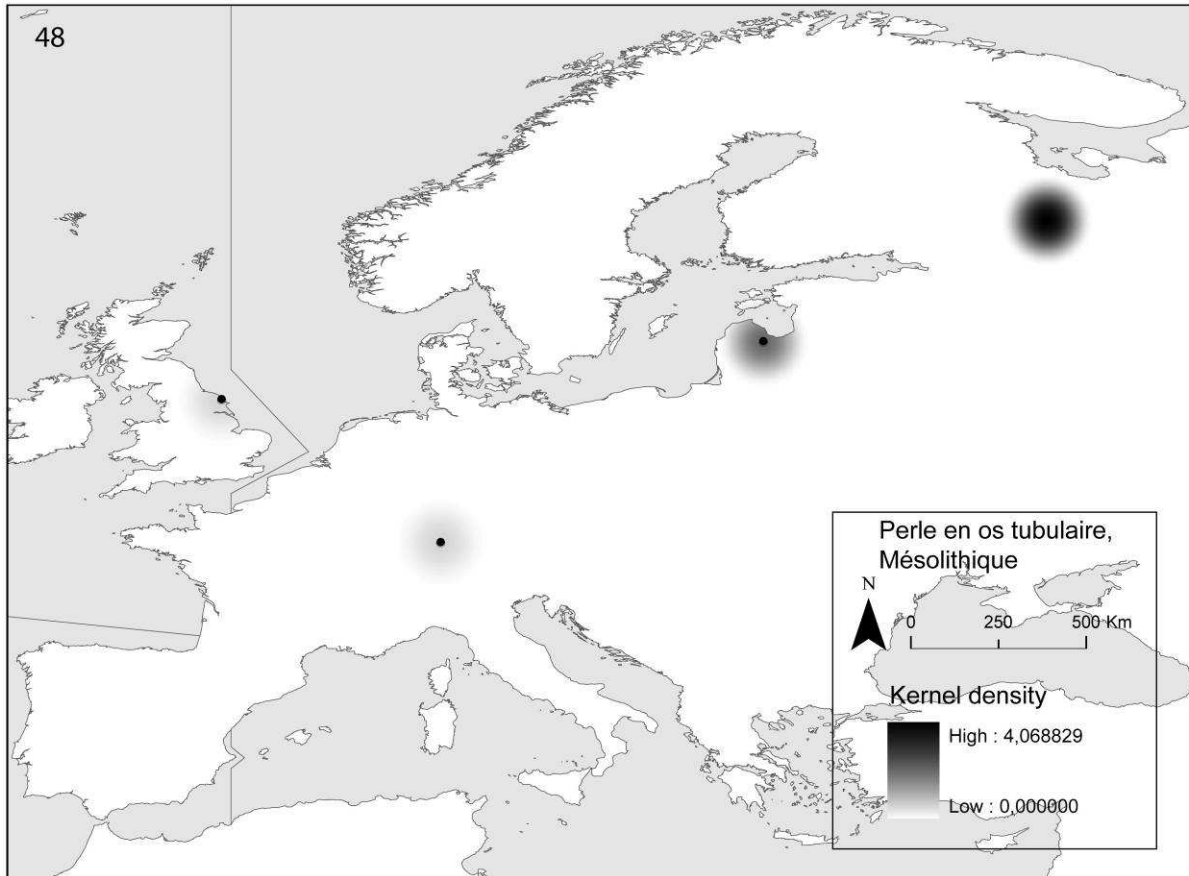 48
Perle en os tubulaire,
Mésolithique
N
0 250 500 Km
Kernel density
High : 4,068829
Low : 0,000000